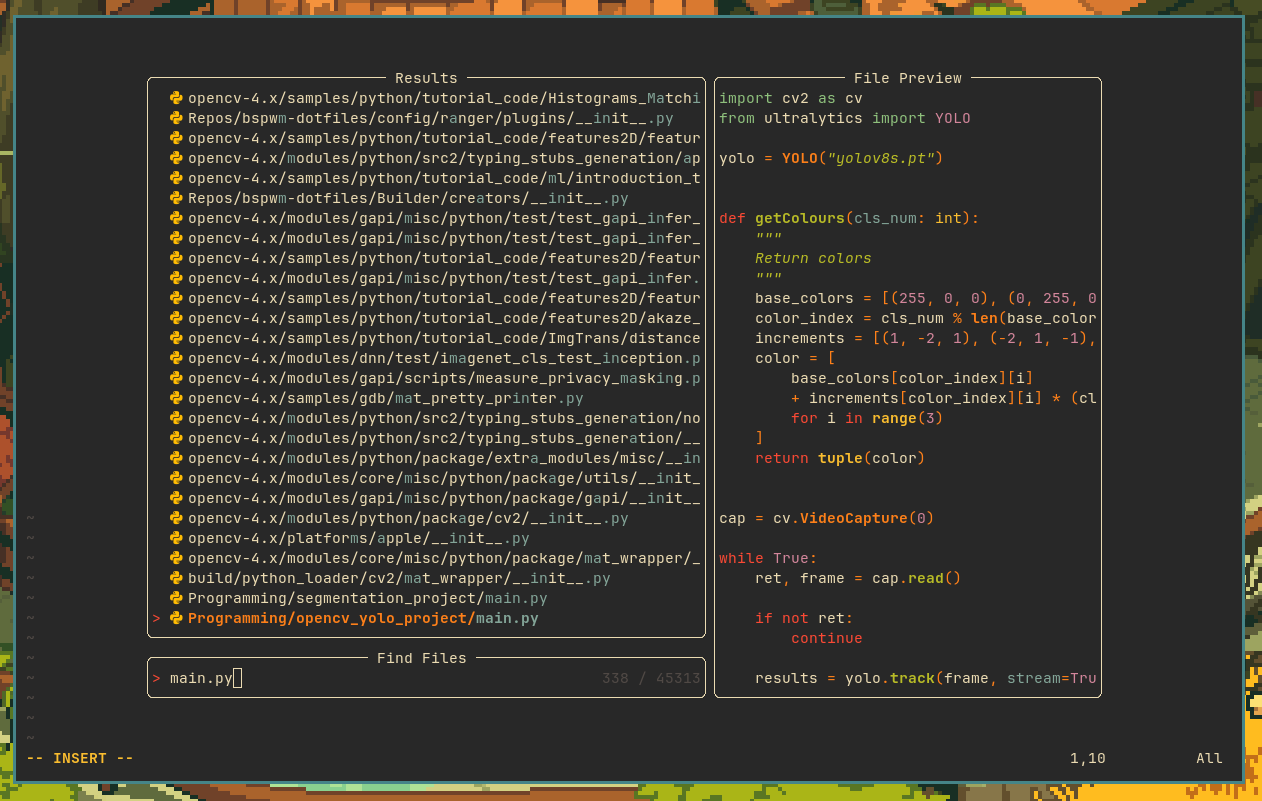 Results
opencv-4.x/samples/python/tutorial_code/Histograms_Matchi
Repos/bspwm-dotfiles/config/ranger/plugins/__init__.py
opencv-4.x/samples/python/tutorial_code/features2D/featur
opencv-4.x/modules/python/src2/typing_stubs_generation/ap
opencv-4.x/samples/python/tutorial_code/ml/introduction_t
Repos/bspwm-dotfiles/Builder/creators/__init__.py
opencv-4.x/modules/gapi/misc/python/test/test_gapi_infer_
opencv-4.x/modules/gapi/misc/python/test/test_gapi_infer_
opencv-4.x/samples/python/tutorial_code/features2D/featur
opencv-4.x/modules/gapi/misc/python/test/test_gapi_infer.
opencv-4.x/samples/python/tutorial_code/features2D/featur
opencv-4.x/samples/python/tutorial_code/features2D/akaze_
opencv-4.x/samples/python/tutorial_code/ImgTrans/distance
opencv-4.x/modules/dnn/test/imagenet_cls_test_inception.p
opencv-4.x/modules/gapi/scripts/measure_privacy_masking.p
opencv-4.x/samples/gdb/mat_pretty_printer.py
opencv-4.x/modules/python/src2/typing_stubs_generation/no
opencv-4.x/modules/python/src2/typing_stubs_generation/__
opencv-4.x/modules/python/package/extra_modules/misc/__in
opencv-4.x/modules/core/misc/python/package/utils/__init_
opencv-4.x/modules/gapi/misc/python/package/gapi/__init__
opencv-4.x/modules/python/package/cv2/__init__.py
opencv-4.x/platforms/apple/__init__.py
opencv-4.x/modules/core/misc/python/package/mat_wrapper/_
build/python_loader/cv2/mat_wrapper/__init__.py
Programming/segmentation_project/main.py
> Programming/opencv_yolo_project/main.py
Find Files
> main.py 338 / 45313
File Preview
import cv2 as cv
from ultralytics import YOLO
yolo = YOLO("yolov8s.pt")
def getColours(cls_num: int):
"""
Return colors
"""
base_colors = [(255, 0, 0), (0, 255, 0
color_index = cls_num % len(base_color
increments = [(1, -2, 1), (-2, 1, -1),
color = [
base_colors[color_index][i]
+ increments[color_index][i] * (cl
for i in range(3)
]
return tuple(color)
cap = cv.VideoCapture(0)
while True:
ret, frame = cap.read()
if not ret:
continue
results = yolo.track(frame, stream=Tru
~
~
~
~
~
~
~
~
~
~
~
~
-- INSERT -- 1,10 All